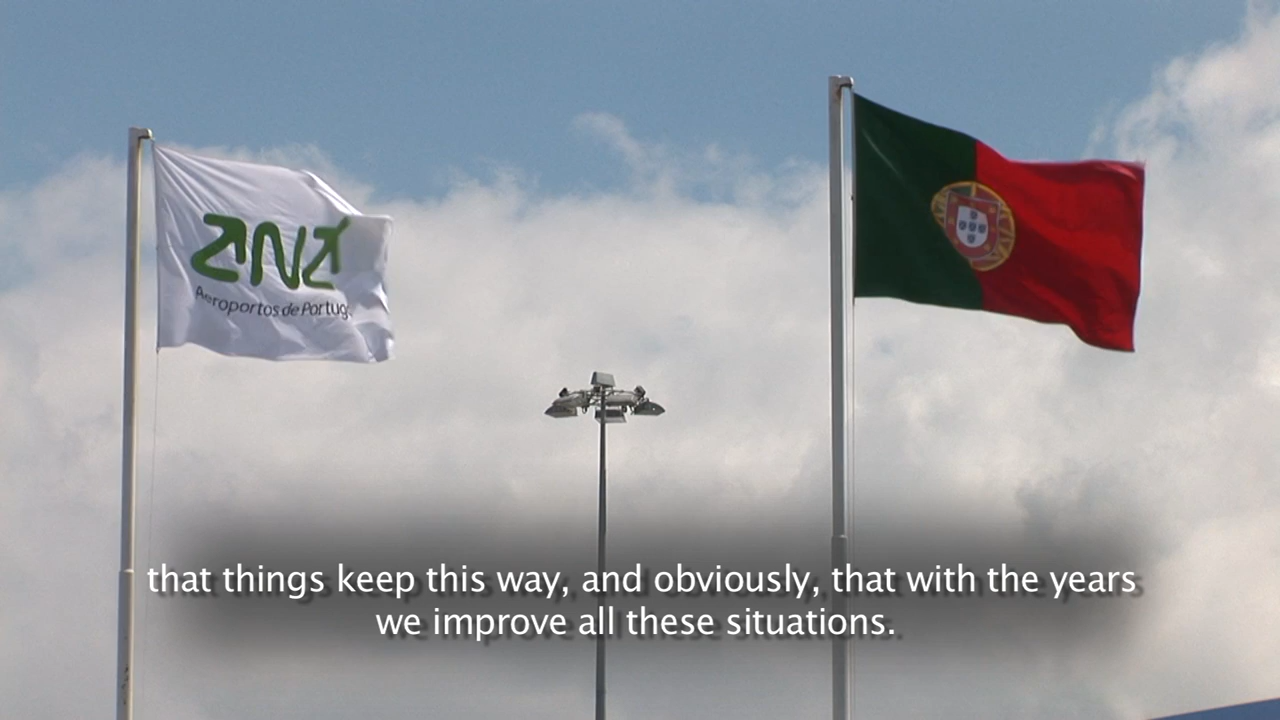 ANA
Aeroportos de Portugal
that things keep this way, and obviously, that with the years
we improve all these situations.